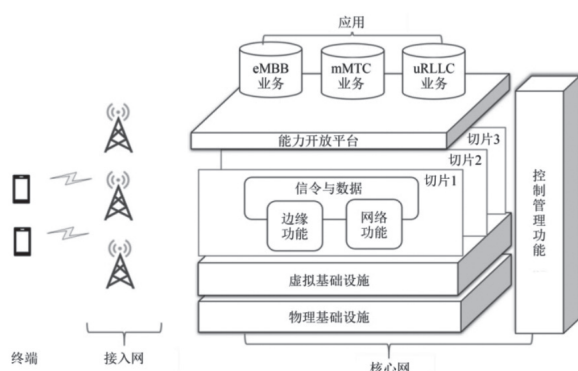 应用
eMBB
业务
mMTC
业务
uRLLC
业务
能力开放平台
切片3
切片2
切片1
信令与数据
边缘
功能
网络
功能
虚拟基础设施
物理基础设施
控制管理功能
终端
接入网
核心网